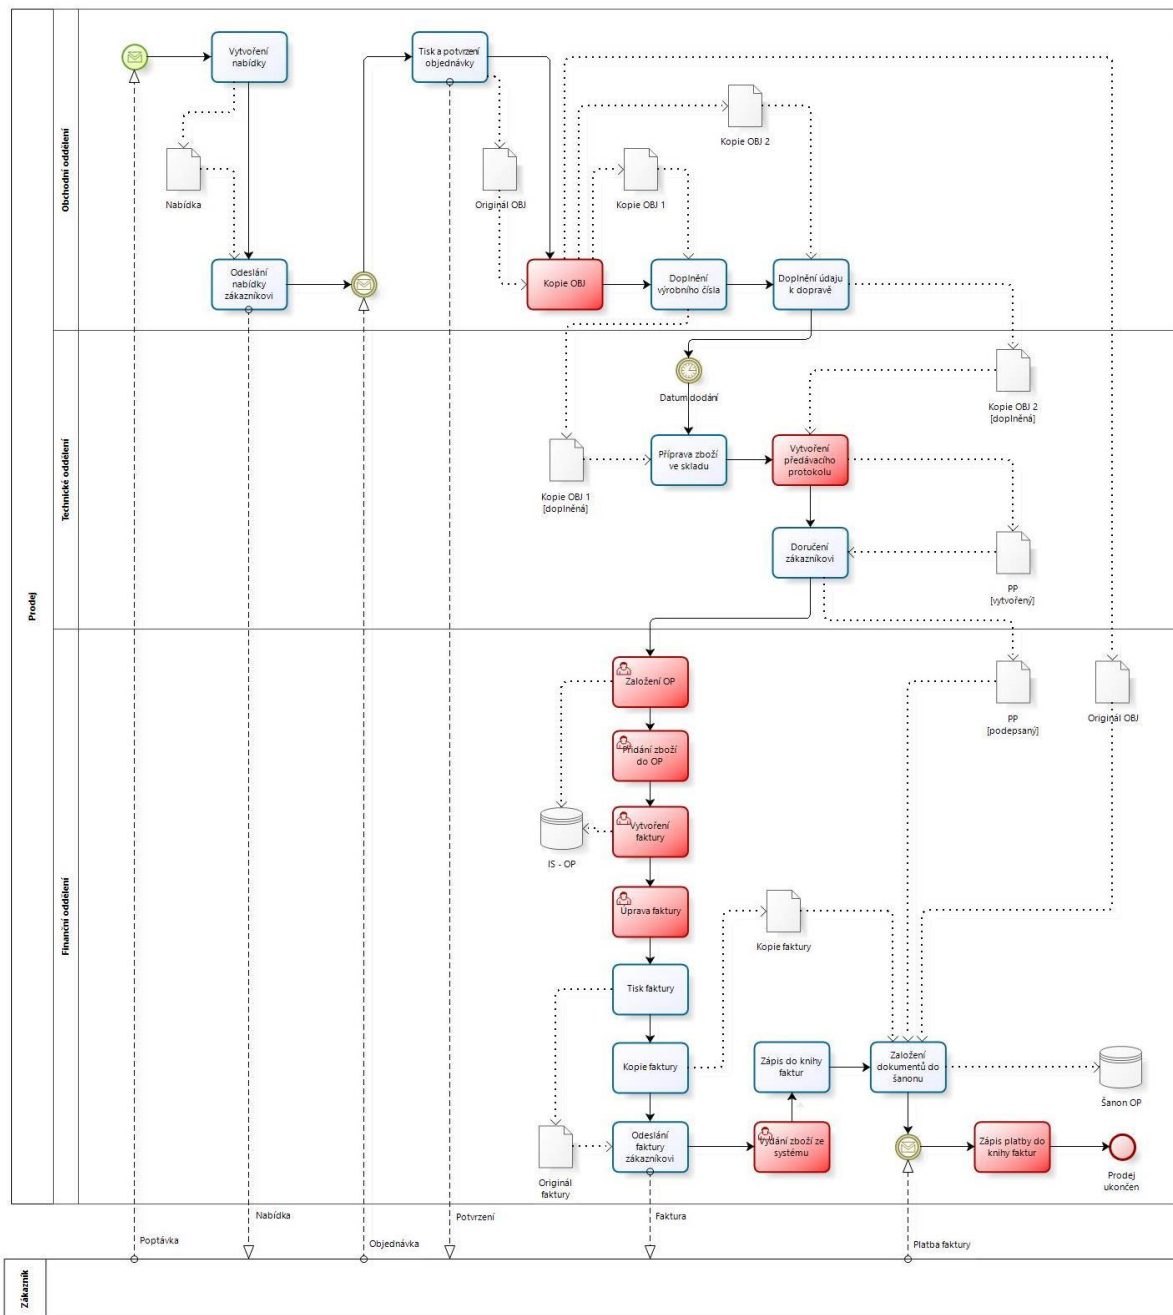 Prodej
Obchodní oddělení
Vytvoření
nabídky
Tisk a potvrzení
objednávky
Nabídka
Originál OBJ
Kopie OBJ 1
Kopie OBJ 2
Odeslání
nabídky
zákazníkovi
Kopie OBJ
Doplnění
výrobního čísla
Doplnění údaju
k dopravě
Technické oddělení
Datum dodání
Kopie OBJ 2
[doplněná]
Příprava zboží
ve skladu
Vytvoření
předávacího
protokolu
Kopie OBJ 1
[doplněná]
Doručení
zákazníkovi
PP
[vytvořený]
Finanční oddělení
Založení OP
PP
[podepsaný]
Originál OBJ
Přidání zboží
do OP
Vytvoření
faktury
IS - OP
Úprava faktury
Kopie faktury
Tisk faktury
Kopie faktury
Zápis do knihy
faktur
Založení
dokumentů do
šanonu
Šanon OP
Originál
faktury
Odeslání
faktury
zákazníkovi
Vydání zboží ze
systému
Zápis platby do
knihy faktur
Prodej
ukončen
Poptávka
Nabídka
Objednávka
Potvrzení
Faktura
Platba faktury
Zákazník